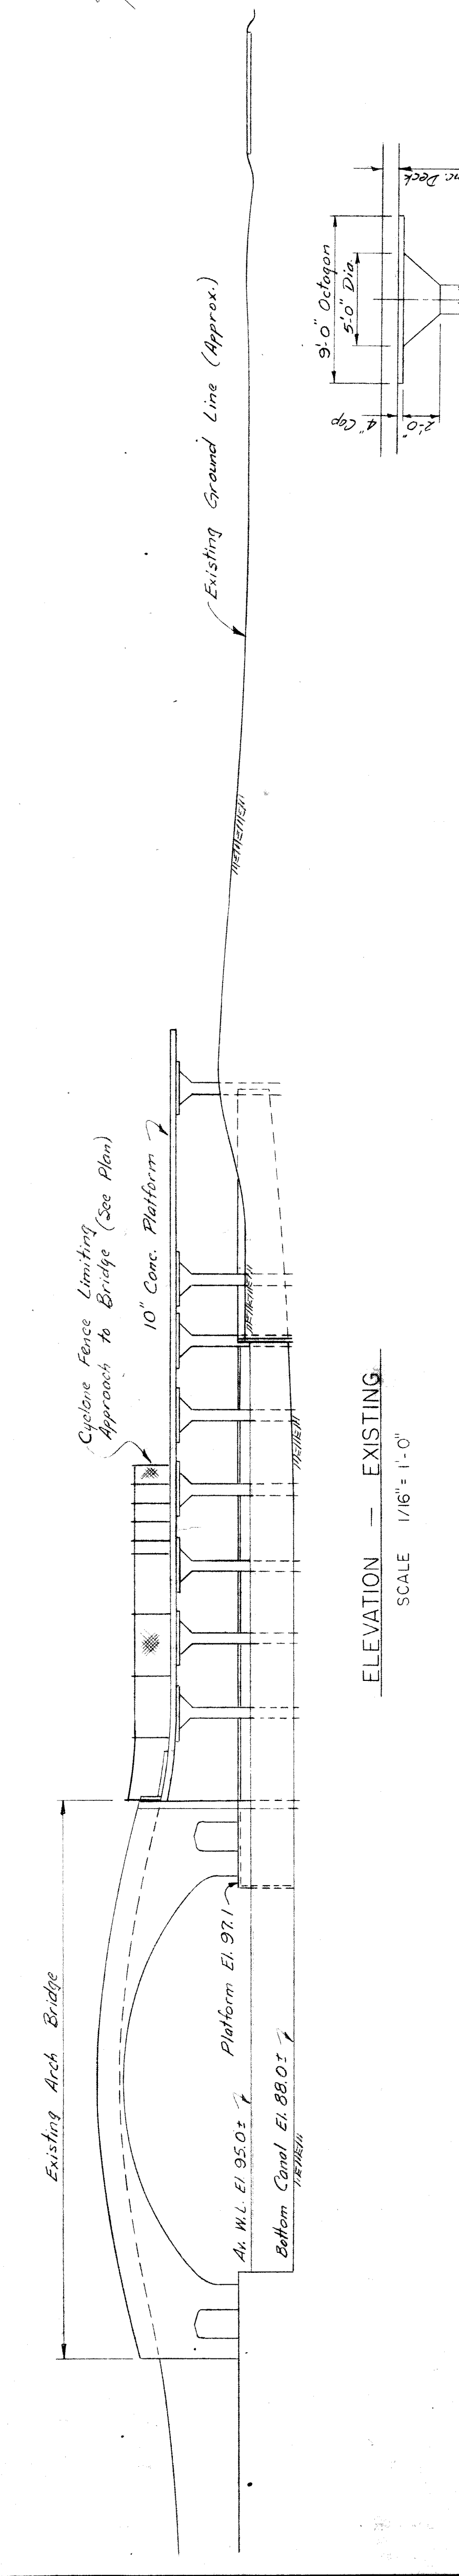 Existing Arch Bridge
Cyclone Fence Limiting
Approach to Bridge (See Plan)
10" Conc. Platform
Existing Ground Line (Approx.)
Av. W.L. El. 95.0±
Platform El. 97.1
Bottom Canal El. 88.0±
ELEVATION — EXISTING
SCALE 1/16" = 1'-0"
9'-0" Octagon
5'-0" Dia.
4" Cap
2'-0"
Deck